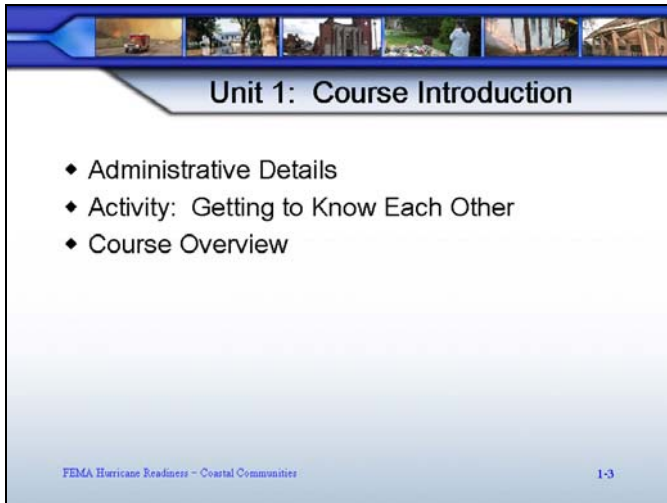 Unit 1: Course Introduction
Administrative Details
Activity: Getting to Know Each Other
Course Overview
FEMA Hurricane Readiness - Coastal Communities 1-3